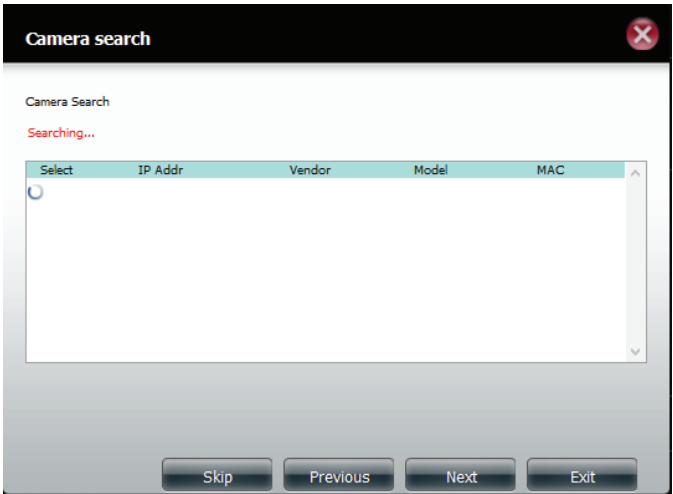 Camera search
Camera Search
Searching...
Select IP Addr Vendor Model MAC
Skip Previous Next Exit